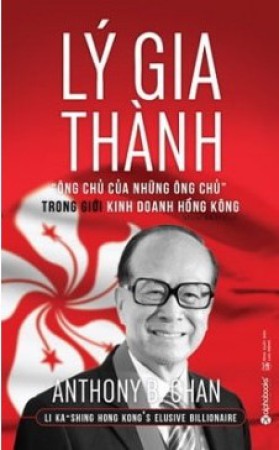 LÝ GIA
THÀNH
“ÔNG CHỦ CỦA NHỮNG ÔNG CHỦ”
TRONG GIỚI KINH DOANH HỒNG KÔNG
ANTHONY B. CHAN
LI KA-SHING HONG KONG'S ELUSIVE BILLIONAIRE
alphabooks